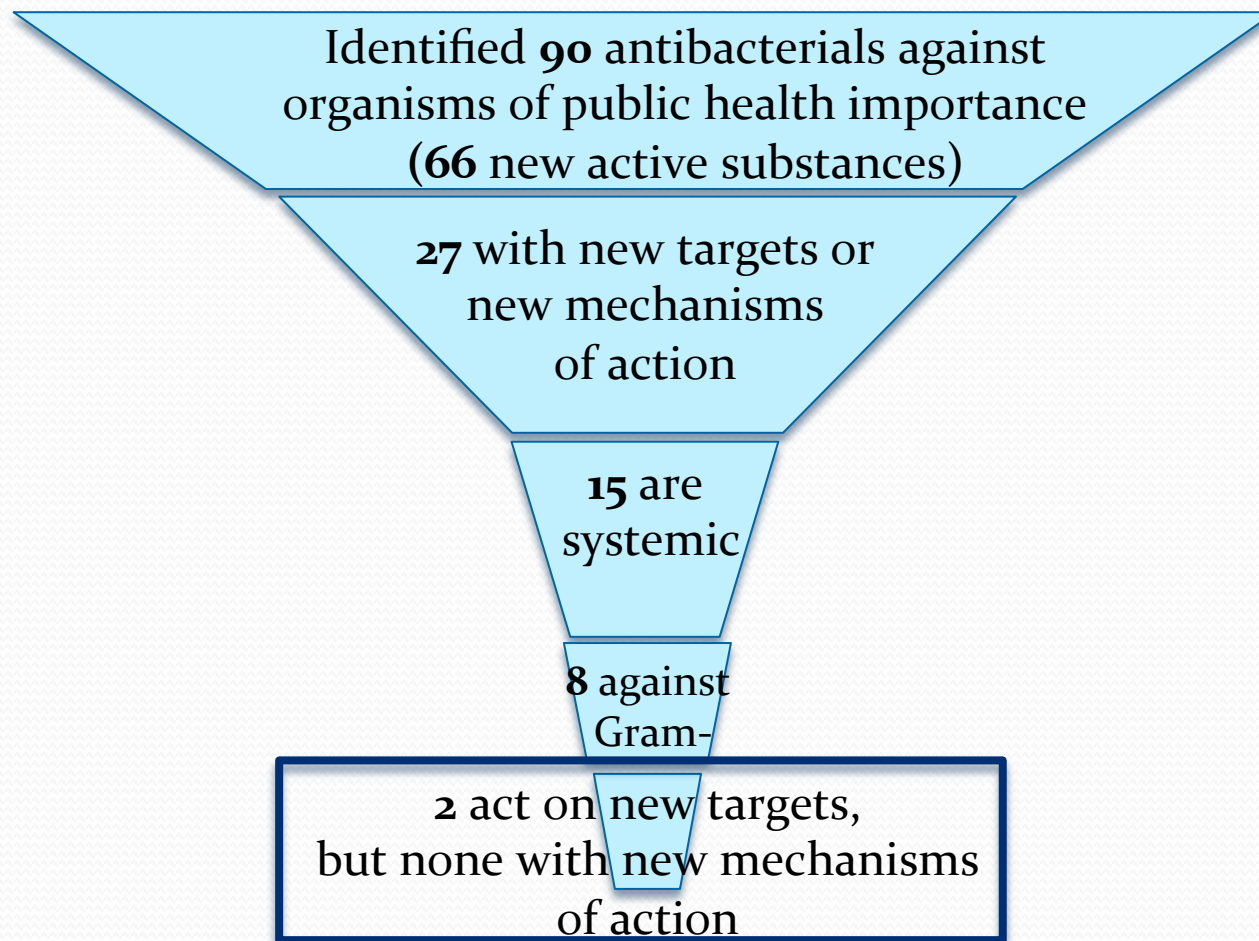 Identified 90 antibacterials against
organisms of public health importance
(66 new active substances)
27 with new targets or
new mechanisms
of action
15 are
systemic
8 against
Gram-
2 act on new targets,
but none with new mechanisms
of action